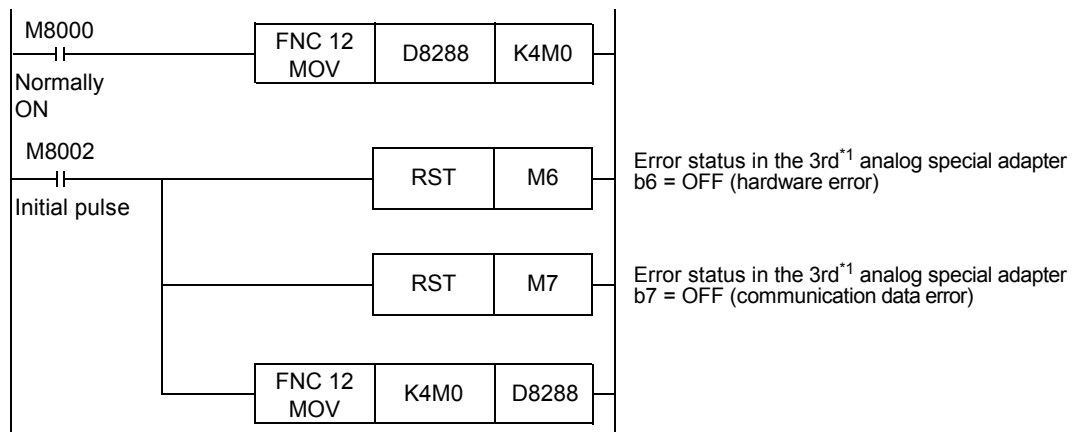 M8000
Normally
ON
FNC 12
MOV
D8288
K4M0
M8002
Initial pulse
RST
M6
Error status in the 3rd*1 analog special adapter
b6 = OFF (hardware error)
RST
M7
Error status in the 3rd*1 analog special adapter
b7 = OFF (communication data error)
FNC 12
MOV
K4M0
D8288